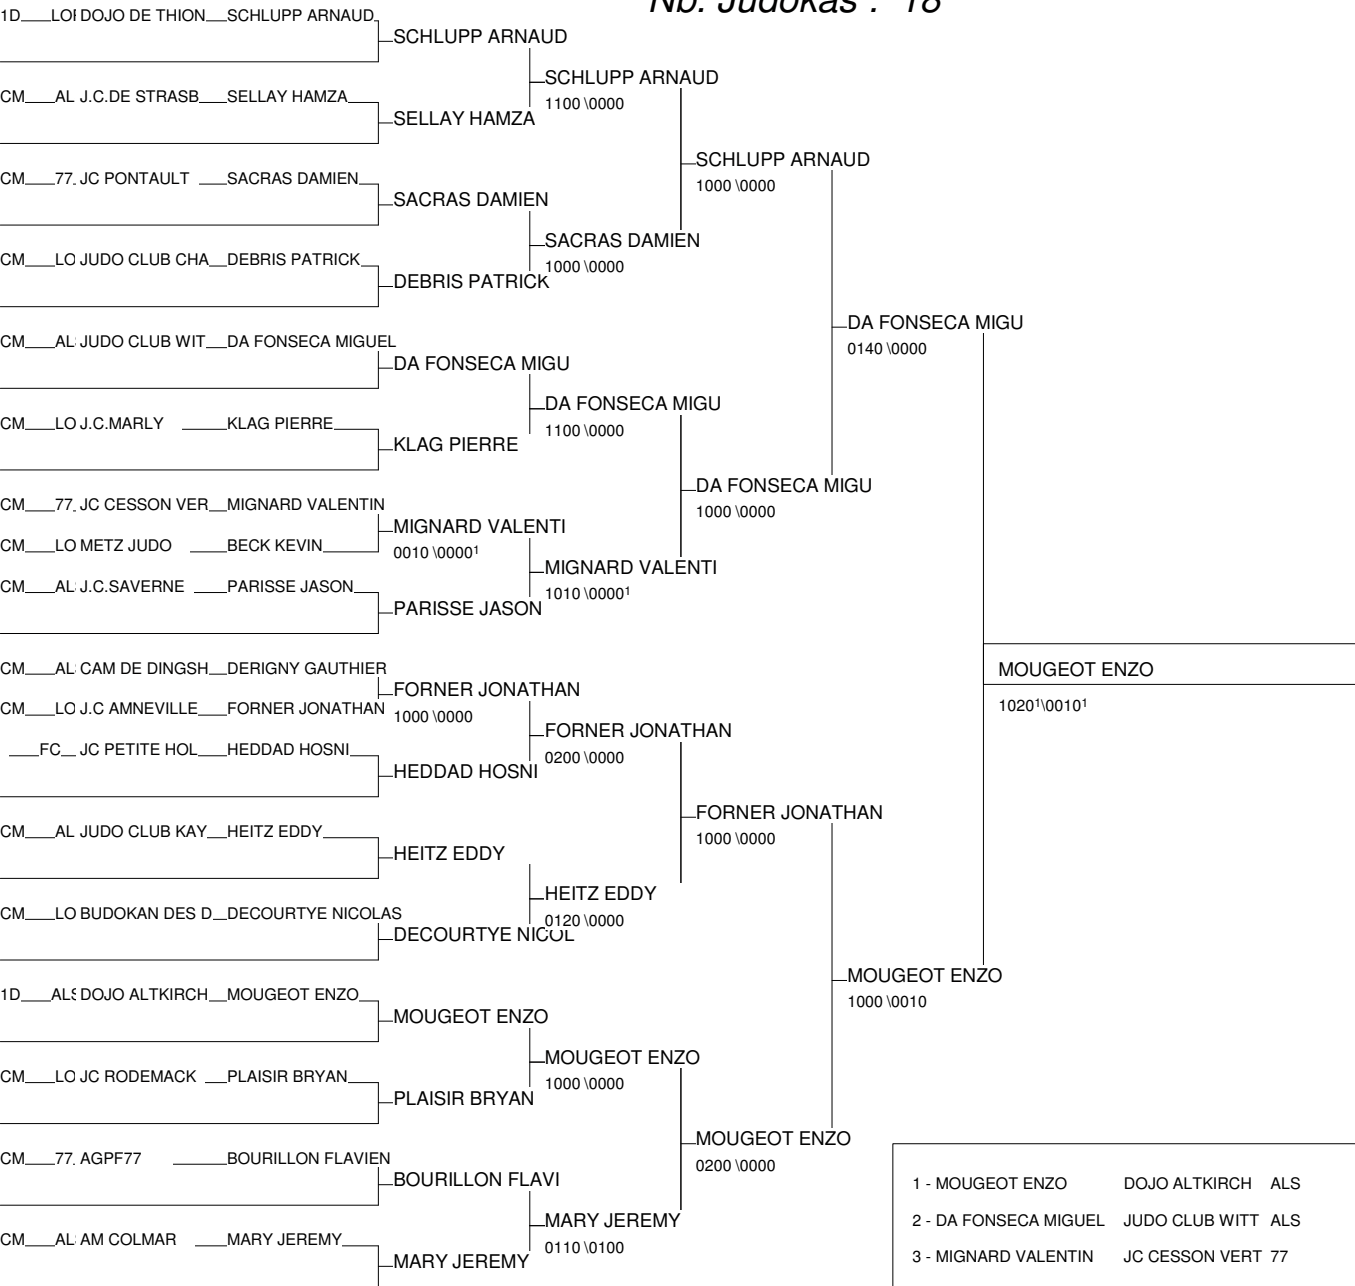 Nb. Judokas : 18
1D LOI DOJO DE THION SCHLUPP ARNAUD
SCHLUPP ARNAUD
SCHLUPP ARNAUD
1100 \0000
CM AL J.C.DE STRASB SELLAY HAMZA
SELLAY HAMZA
SCHLUPP ARNAUD
1000 \0000
CM 77 JC PONTAULT SACRAS DAMIEN
SACRAS DAMIEN
SACRAS DAMIEN
1000 \0000
CM LO JUDO CLUB CHA DEBRIS PATRICK
DEBRIS PATRICK
DA FONSECA MIGU
0140 \0000
CM AL JUDO CLUB WIT DA FONSECA MIGUEL
DA FONSECA MIGU
DA FONSECA MIGU
1100 \0000
CM LO J.C.MARLY KLAG PIERRE
KLAG PIERRE
DA FONSECA MIGU
1000 \0000
CM 77 JC CESSON VER MIGNARD VALENTIN
MIGNARD VALENTI
0010 \0000¹
CM LO METZ JUDO BECK KEVIN
MIGNARD VALENTI
1010 \0000¹
CM AL J.C.SAVERNE PARISSE JASON
PARISSE JASON
MOUGEOT ENZO
1020¹\0010¹
CM AL CAM DE DINGSH DERIGNY GAUTHIER
FORNER JONATHAN
1000 \0000
CM LO J.C AMNEVILLE FORNER JONATHAN
FORNER JONATHAN
0200 \0000
FC JC PETITE HOL HEDDAD HOSNI
HEDDAD HOSNI
FORNER JONATHAN
1000 \0000
CM AL JUDO CLUB KAY HEITZ EDDY
HEITZ EDDY
HEITZ EDDY
0120 \0000
CM LO BUDOKAN DES D DECOURTYE NICOLAS
DECOURTYE NICOL
MOUGEOT ENZO
1000 \0010
1D ALS DOJO ALTKIRCH MOUGEOT ENZO
MOUGEOT ENZO
MOUGEOT ENZO
1000 \0000
CM LO JC RODEMACK PLAISIR BRYAN
PLAISIR BRYAN
MOUGEOT ENZO
0200 \0000
CM 77 AGPF77 BOURILLON FLAVIEN
BOURILLON FLAVI
MARY JEREMY
0110 \0100
CM AL AM COLMAR MARY JEREMY
MARY JEREMY
1 - MOUGEOT ENZO DOJO ALTKIRCH ALS
2 - DA FONSECA MIGUEL JUDO CLUB WITT ALS
3 - MIGNARD VALENTIN JC CESSON VERT 77